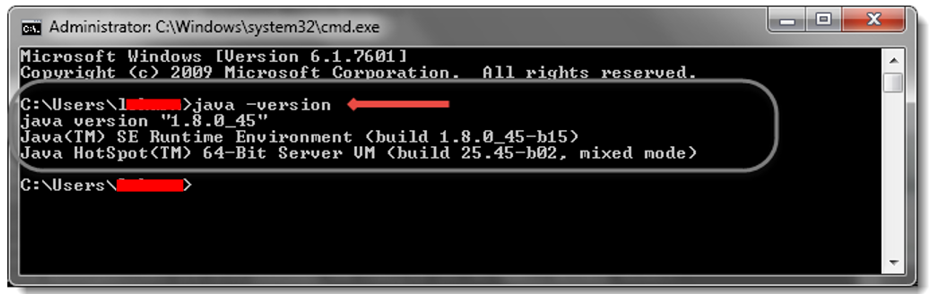 Administrator: C:\Windows\system32\cmd.exe
Microsoft Windows [Version 6.1.7601]
Copyright (c) 2009 Microsoft Corporation.  All rights reserved.
C:\Users\l >java -version
java version "1.8.0_45"
Java(TM) SE Runtime Environment (build 1.8.0_45-b15)
Java HotSpot(TM) 64-Bit Server VM (build 25.45-b02, mixed mode)
C:\Users\ >